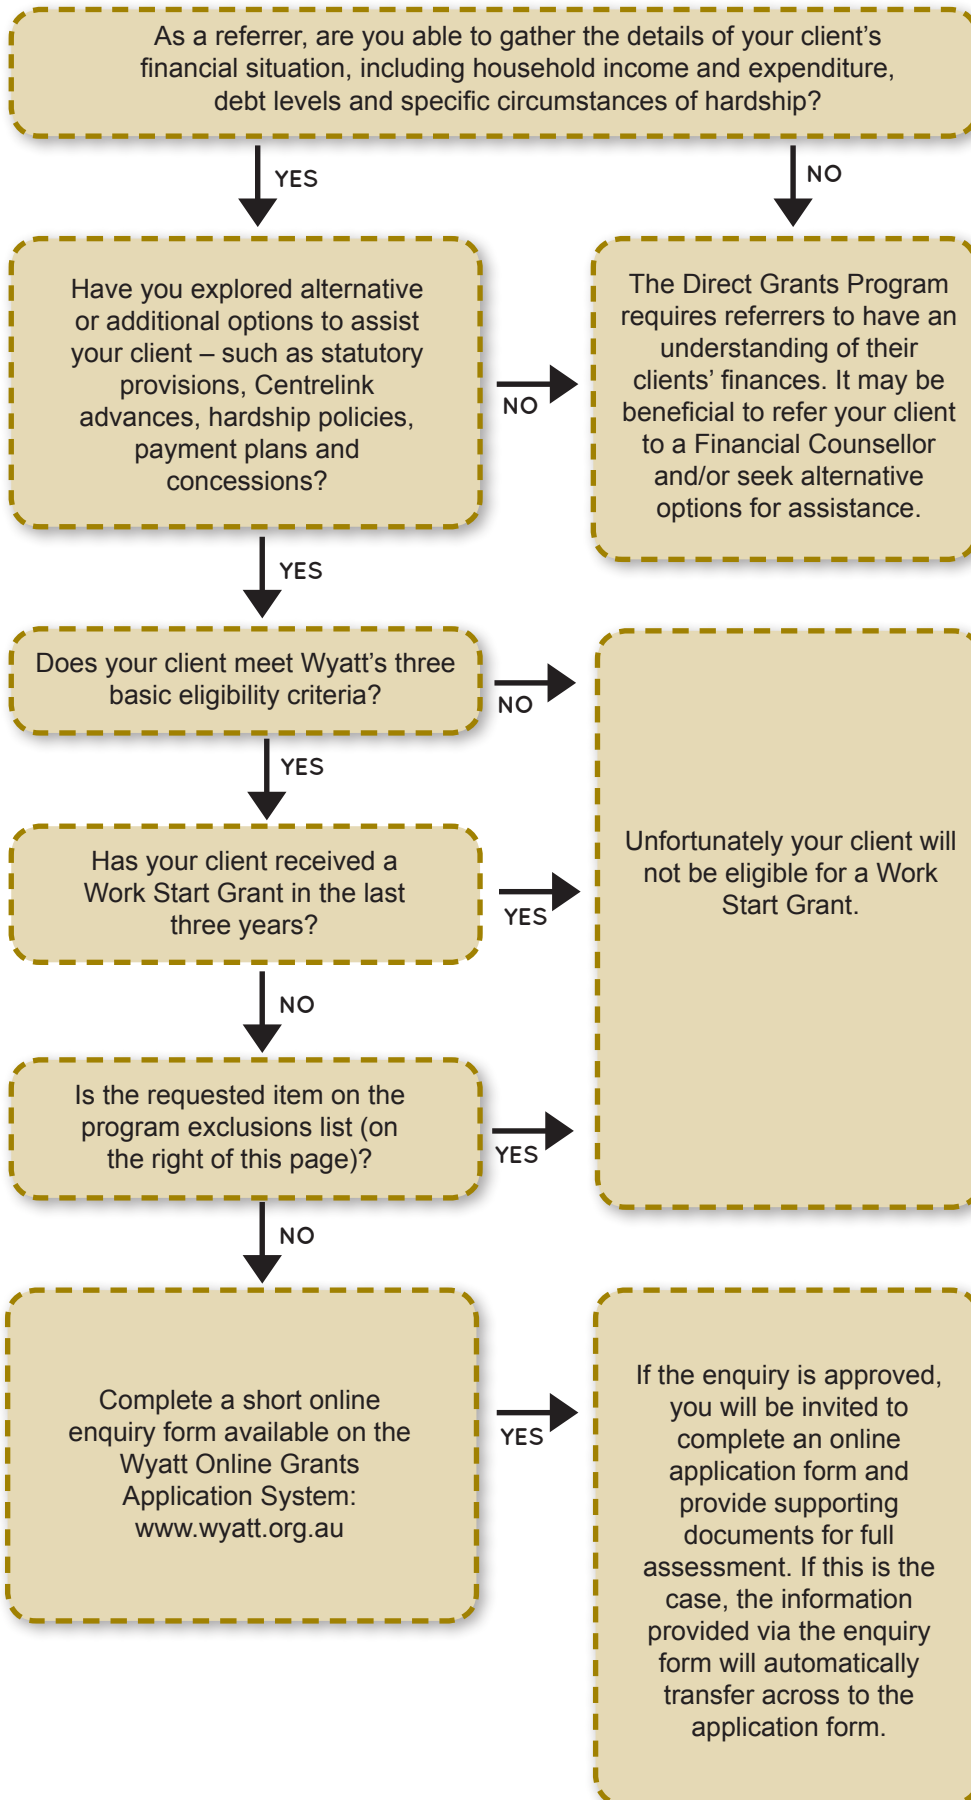 As a referrer, are you able to gather the details of your client’s
financial situation, including household income and expenditure,
debt levels and specific circumstances of hardship?
YES
NO
Have you explored alternative
or additional options to assist
your client – such as statutory
provisions, Centrelink
advances, hardship policies,
payment plans and
concessions?
NO
The Direct Grants Program
requires referrers to have an
understanding of their
clients’ finances. It may be
beneficial to refer your client
to a Financial Counsellor
and/or seek alternative
options for assistance.
YES
Does your client meet Wyatt’s three
basic eligibility criteria?
NO
YES
Has your client received a
Work Start Grant in the last
three years?
YES
Unfortunately your client will
not be eligible for a Work
Start Grant.
NO
Is the requested item on the
program exclusions list (on
the right of this page)?
YES
NO
Complete a short online
enquiry form available on the
Wyatt Online Grants
Application System:
www.wyatt.org.au
YES
If the enquiry is approved,
you will be invited to
complete an online
application form and
provide supporting
documents for full
assessment. If this is the
case, the information
provided via the enquiry
form will automatically
transfer across to the
application form.